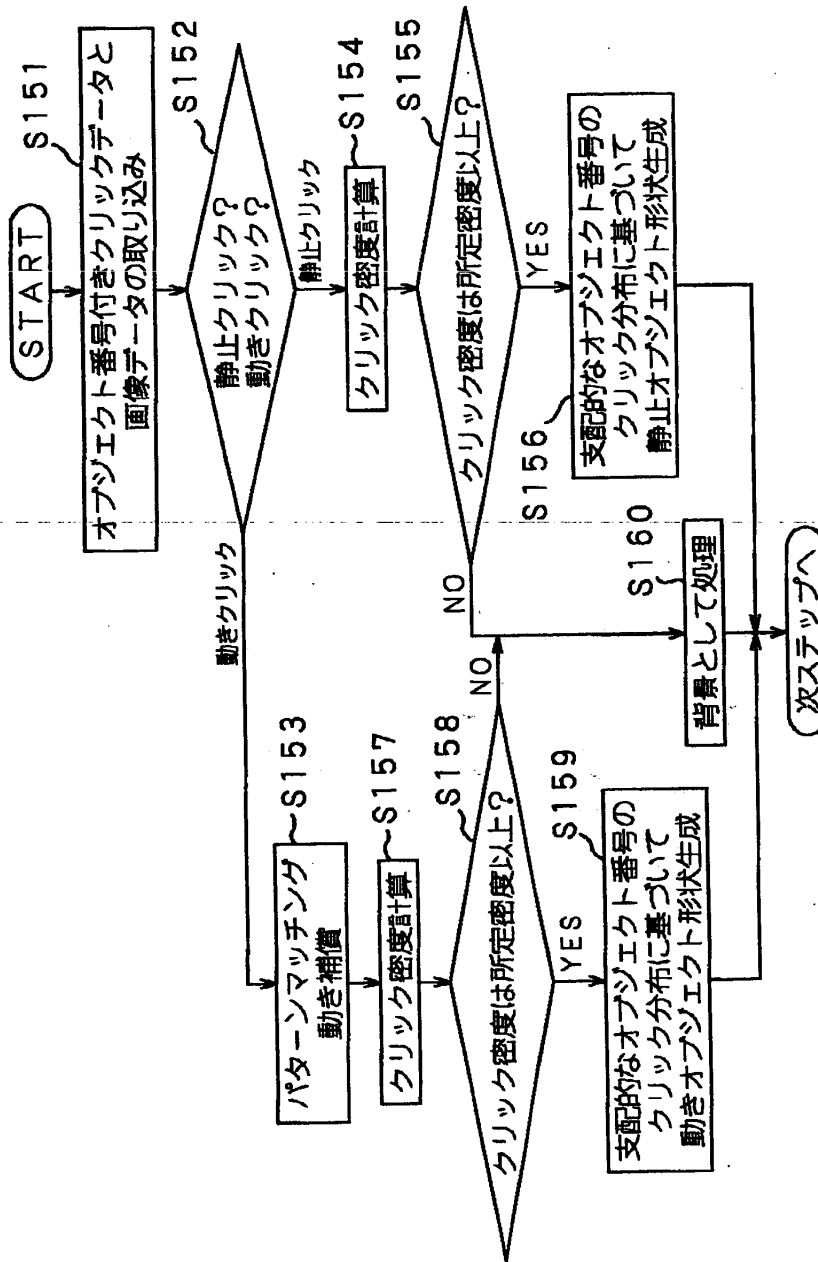 START
オブジェクト番号付きクリックデータと
画像データの取り込み
S151
静止クリック?
動きクリック?
S152
動きクリック
静止クリック
パターンマッチング
動き補償
S153
クリック密度計算
S154
クリック密度計算
S157
クリック密度は所定密度以上?
S155
クリック密度は所定密度以上?
S158
NO
YES
NO
YES
支配的なオブジェクト番号の
クリック分布に基づいて
静止オブジェクト形状生成
S156
支配的なオブジェクト番号の
クリック分布に基づいて
動きオブジェクト形状生成
S159
背景として処理
S160
次ステップへ